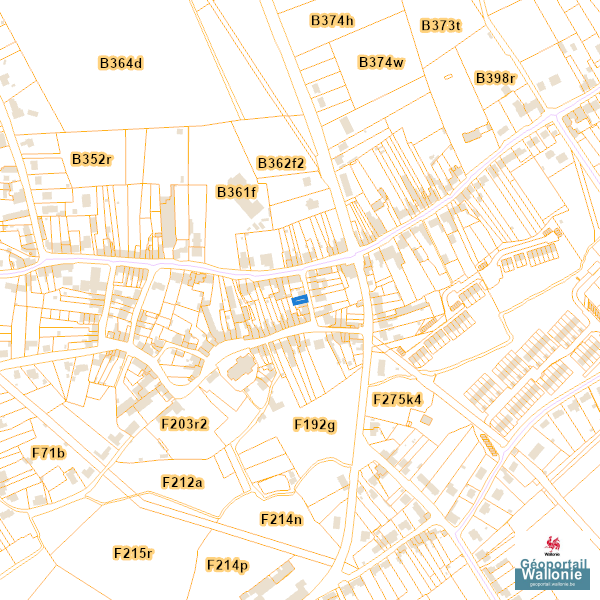 B374h
B373t
B364d
B374w
B398r
B352r
B362f2
B361f
F275k4
F203r2
F192g
F71b
F212a
F214n
F215r
F214p
Wallonie
Géoportail
Wallonie
geoportail.wallonie.be